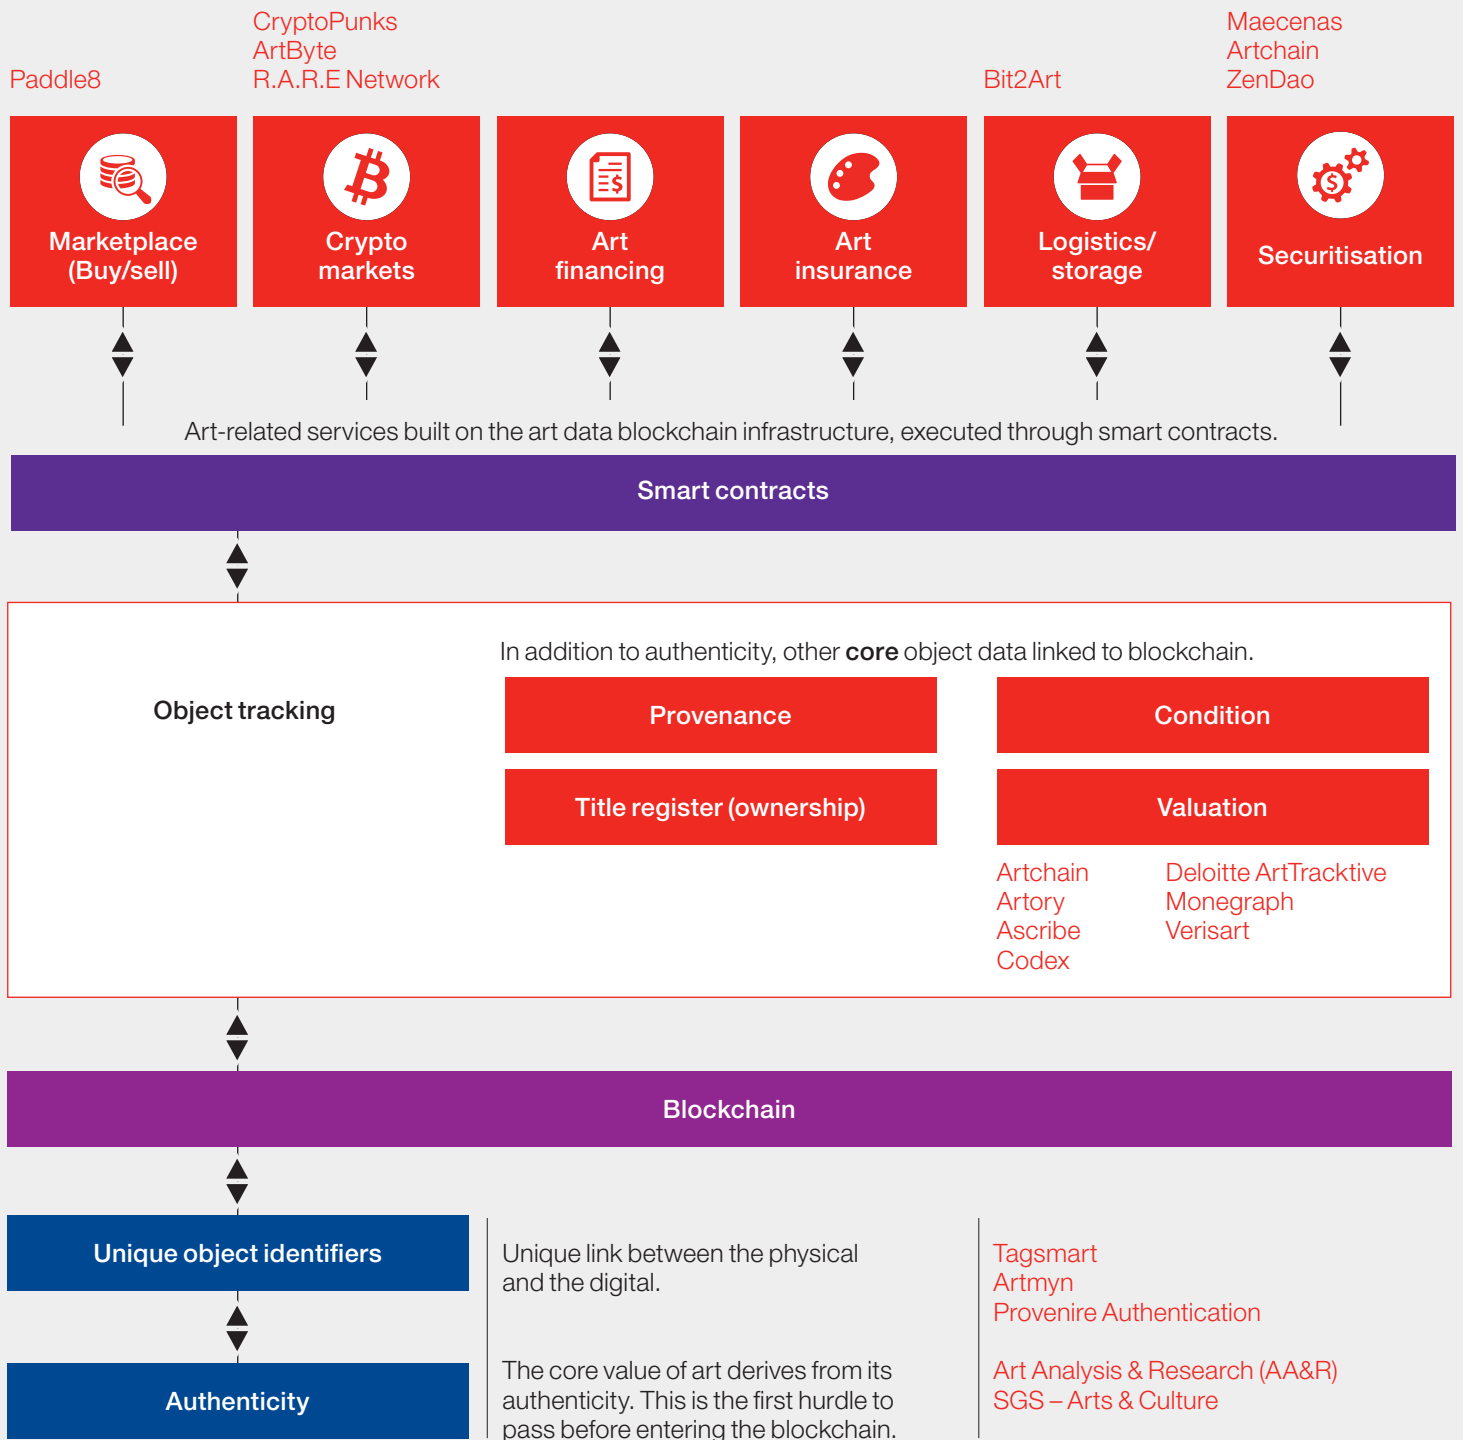 CryptoPunks
ArtByte
Paddle8
R.A.R.E Network
Bit2Art
Maecenas
Artchain
ZenDao
Marketplace
(Buy/sell)
Crypto
markets
Art
financing
Art
insurance
Logistics/
storage
Securitisation
Art-related services built on the art data blockchain infrastructure, executed through smart contracts.
Smart contracts
In addition to authenticity, other core object data linked to blockchain.
Object tracking
Provenance
Condition
Title register (ownership)
Valuation
Artchain
Artory
Ascribe
Codex
Deloitte ArtTracktive
Monegraph
Verisart
Blockchain
Unique object identifiers
Unique link between the physical
and the digital.
Tagsmart
Artmyn
Provenire Authentication
Authenticity
The core value of art derives from its
authenticity. This is the first hurdle to
pass before entering the blockchain.
Art Analysis & Research (AA&R)
SGS – Arts & Culture